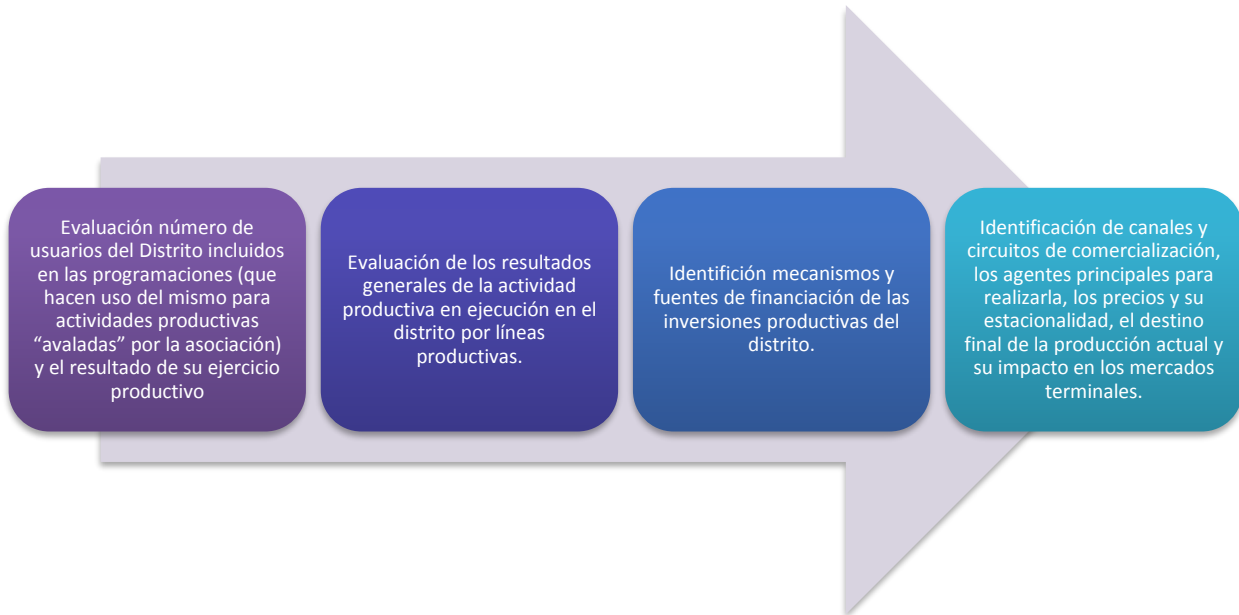 Evaluación número de
usuarios del Distrito incluidos
en las programaciones (que
hacen uso del mismo para
actividades productivas
“avaladas” por la asociación)
y el resultado de su ejercicio
productivo
Evaluación de los resultados
generales de la actividad
productiva en ejecución en el
distrito por líneas
productivas.
Identifición mecanismos y
fuentes de financiación de las
inversiones productivas del
distrito.
Identificación de canales y
circuitos de comercialización,
los agentes principales para
realizarla, los precios y su
estacionalidad, el destino
final de la producción actual y
su impacto en los mercados
terminales.